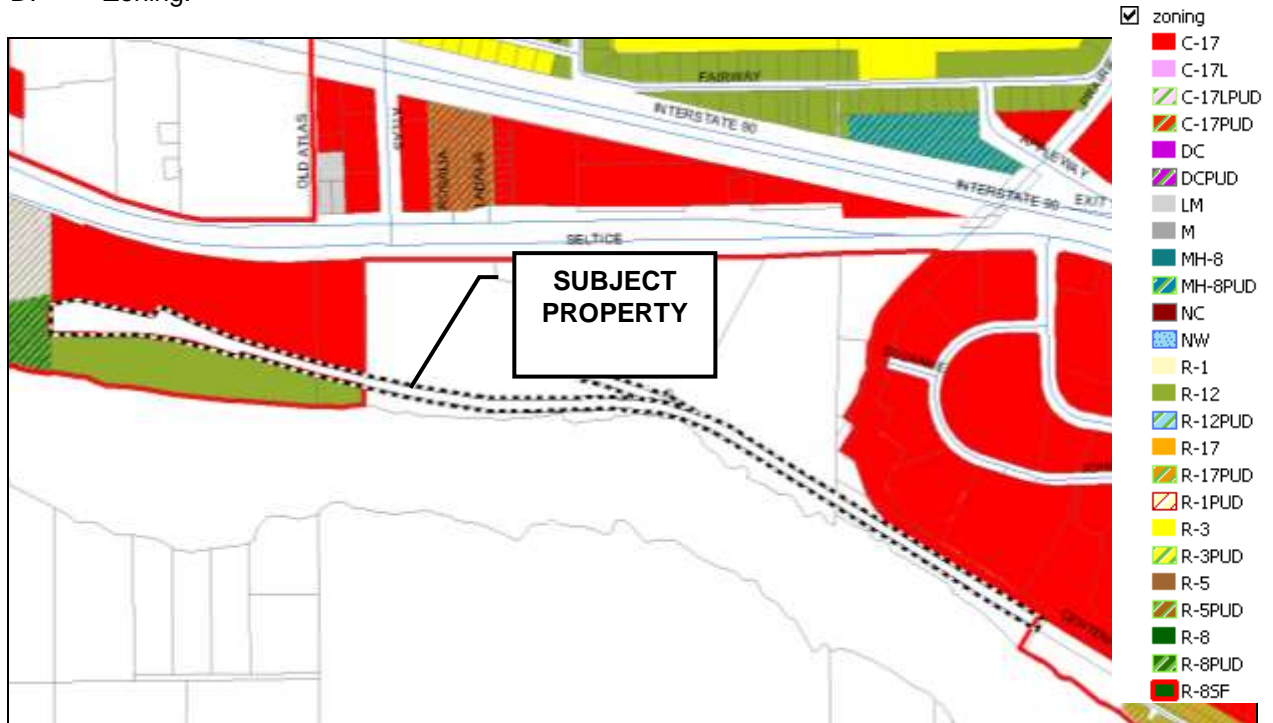 zoning
C-17
C-17L
C-17LPUD
C-17PUD
DC
DCPUD
LM
M
MH-8
MH-8PUD
NC
NW
R-1
R-12
R-12PUD
R-17
R-17PUD
R-1PUD
R-3
R-3PUD
R-5
R-5PUD
R-8
R-8PUD
R-8SF
FAIRWAY
INTERSTATE 90
OLD ATLAS
ATLAS
APPLEWAY
INTERSTATE 90
EXIT
SELTICE
SUBJECT
PROPERTY